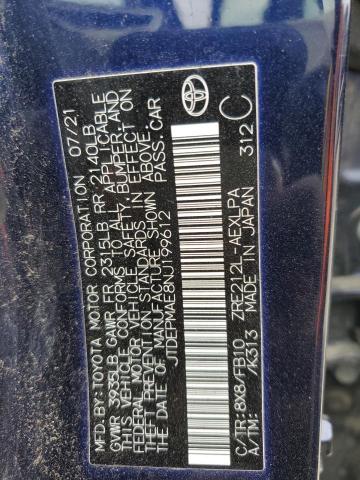 MFD.BY:TOYOTA MOTOR CORPORATION 07/21
GVWR 3935LB GAWR FR 2315LB RR 2140LB
THIS VEHICLE CONFORMS TO ALL APPLICABLE
FEDERAL MOTOR VEHICLE SAFETY, BUMPER, AND
THEFT PREVENTION STANDARDS IN EFFECT ON
THE DATE OF MANUFACTURE SHOWN ABOVE.
JTDEPMAE8NJ199612 PASS.CAR
C/TR:8X8/FB10 ZRE212L-AEXLPA
A/TM: /K313 MADE IN JAPAN 312 C